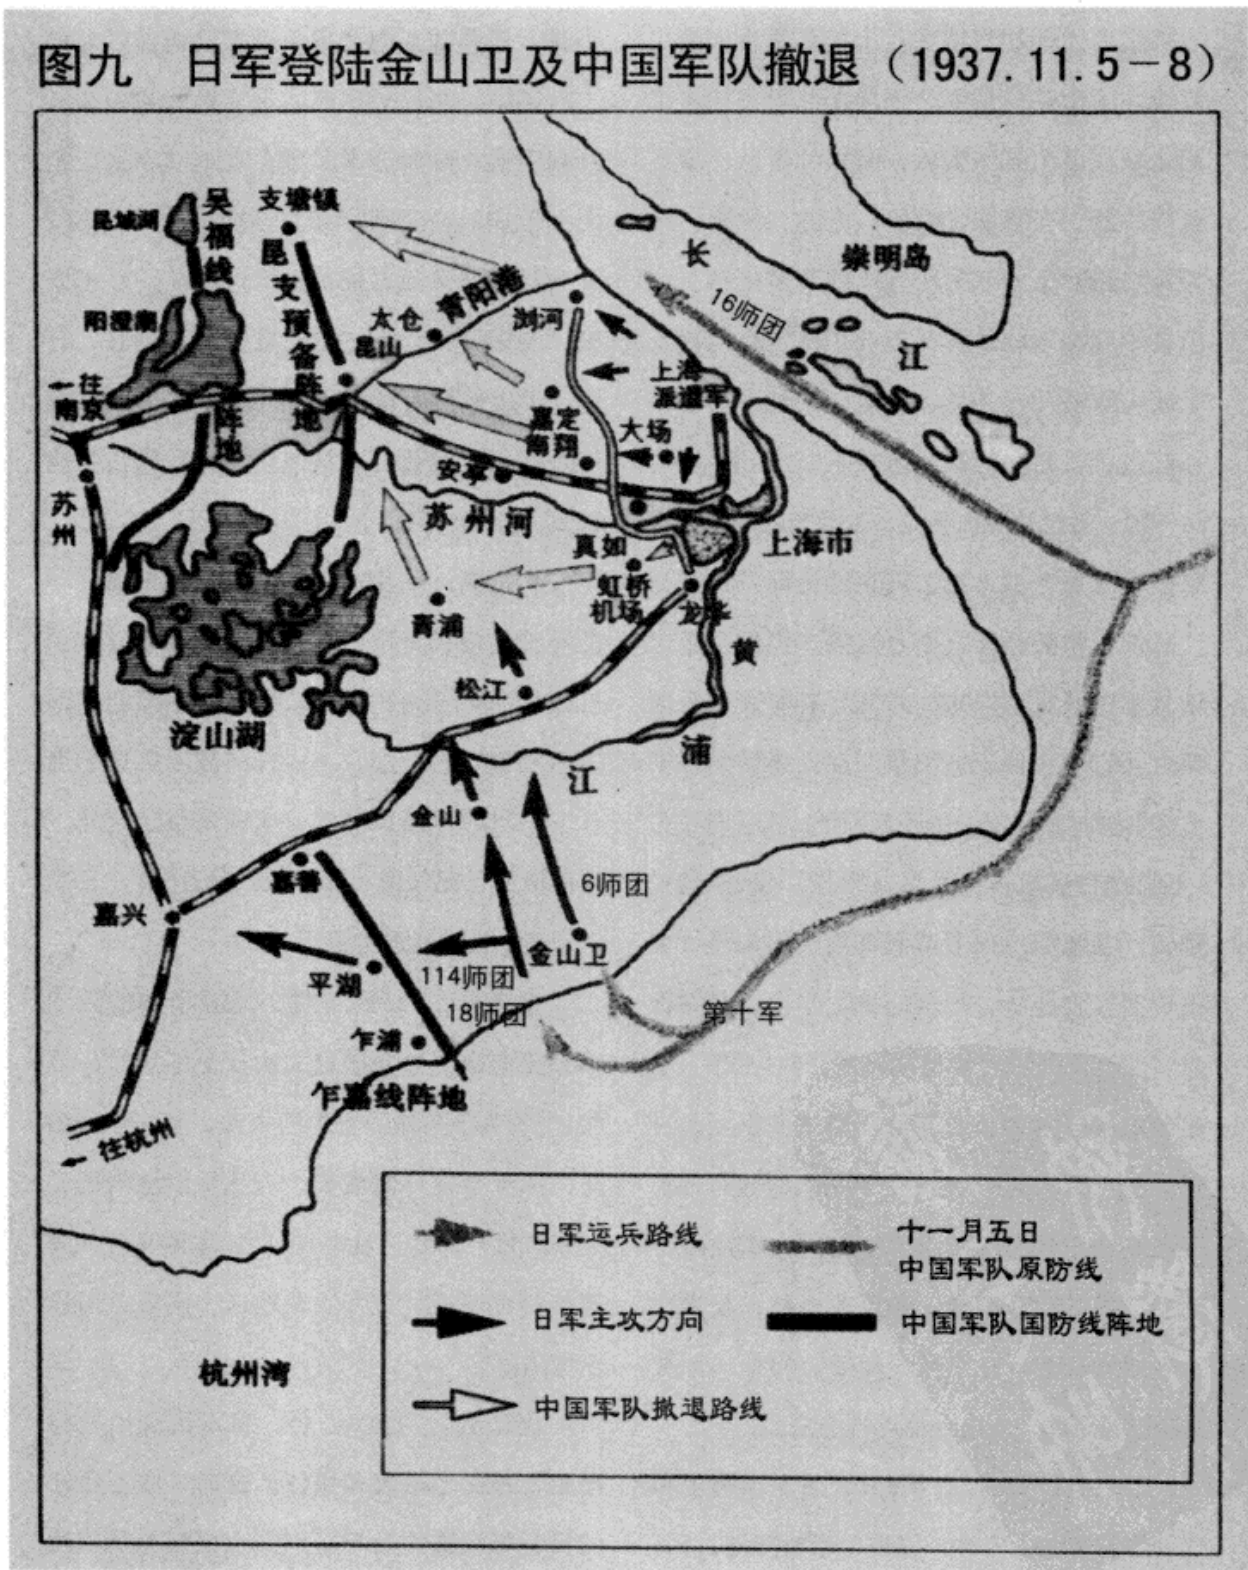 图九 日军登陆金山卫及中国军队撤退（1937.11.5－8）
昆城湖
吴福线阵地
支塘镇
昆支预备阵地
阳澄湖
太仓
昆山
青阳港
浏河
长江
崇明岛
16师团
上海
派遣军
往
南京
嘉定
南翔
大场
安亭
苏州河
苏州
真如
上海市
虹桥
机场
龙华
青浦
松江
黄浦江
淀山湖
金山
嘉善
6师团
嘉兴
金山卫
平湖
114师团
18师团
第十军
乍浦
乍嘉线阵地
往杭州
杭州湾
日军运兵路线
十一月五日
中国军队原防线
日军主攻方向
中国军队国防线阵地
中国军队撤退路线